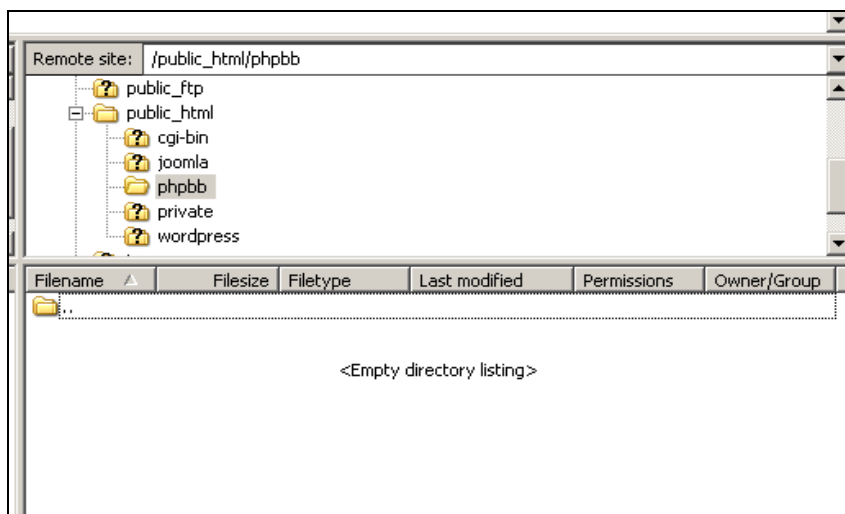 Remote site: /public_html/phpbb
public_ftp
public_html
cgi-bin
joomla
phpbb
private
wordpress
Filename Filesize Filetype Last modified Permissions Owner/Group
..
<Empty directory listing>